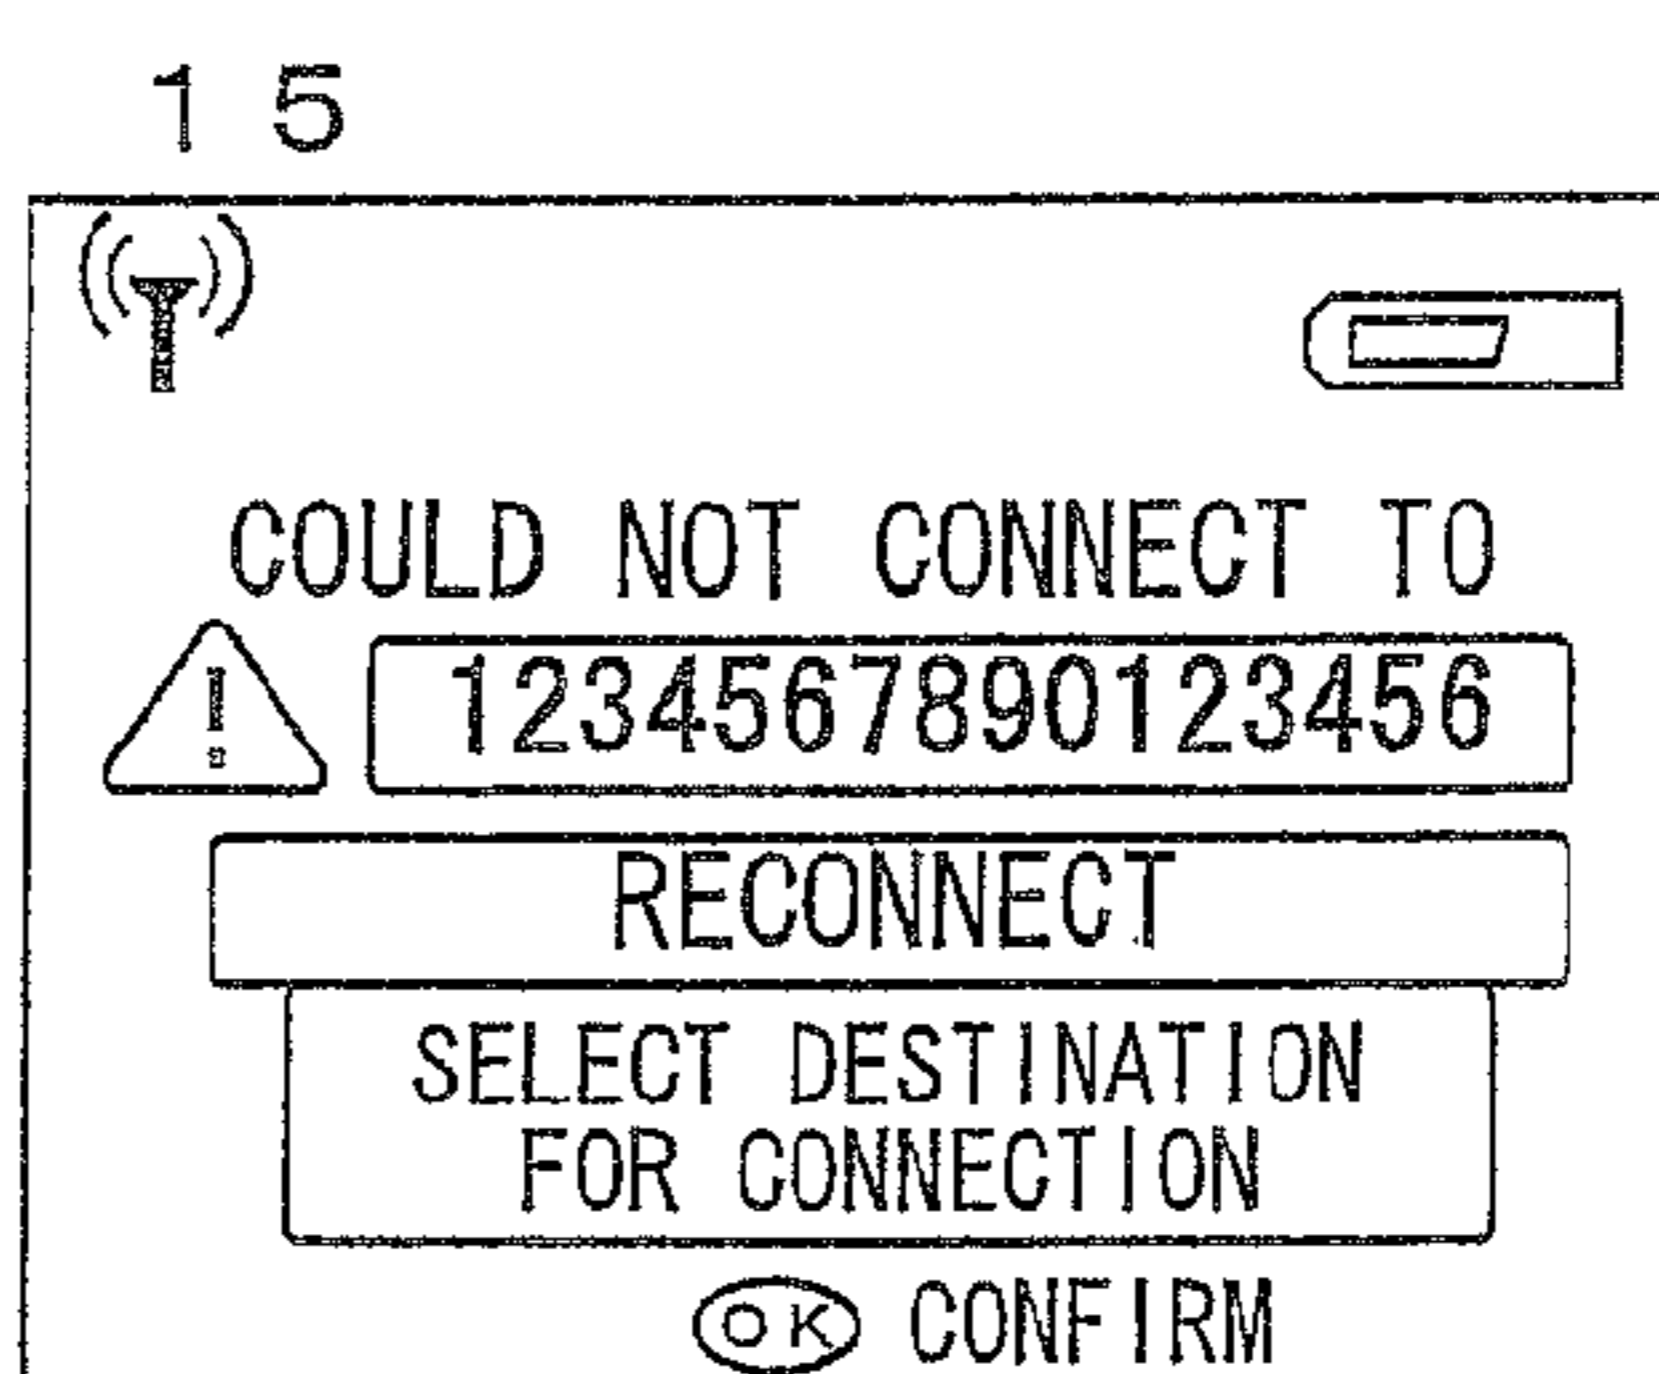 15
COULD NOT CONNECT TO
!
1234567890123456
RECONNECT
SELECT DESTINATION
FOR CONNECTION
OK CONFIRM